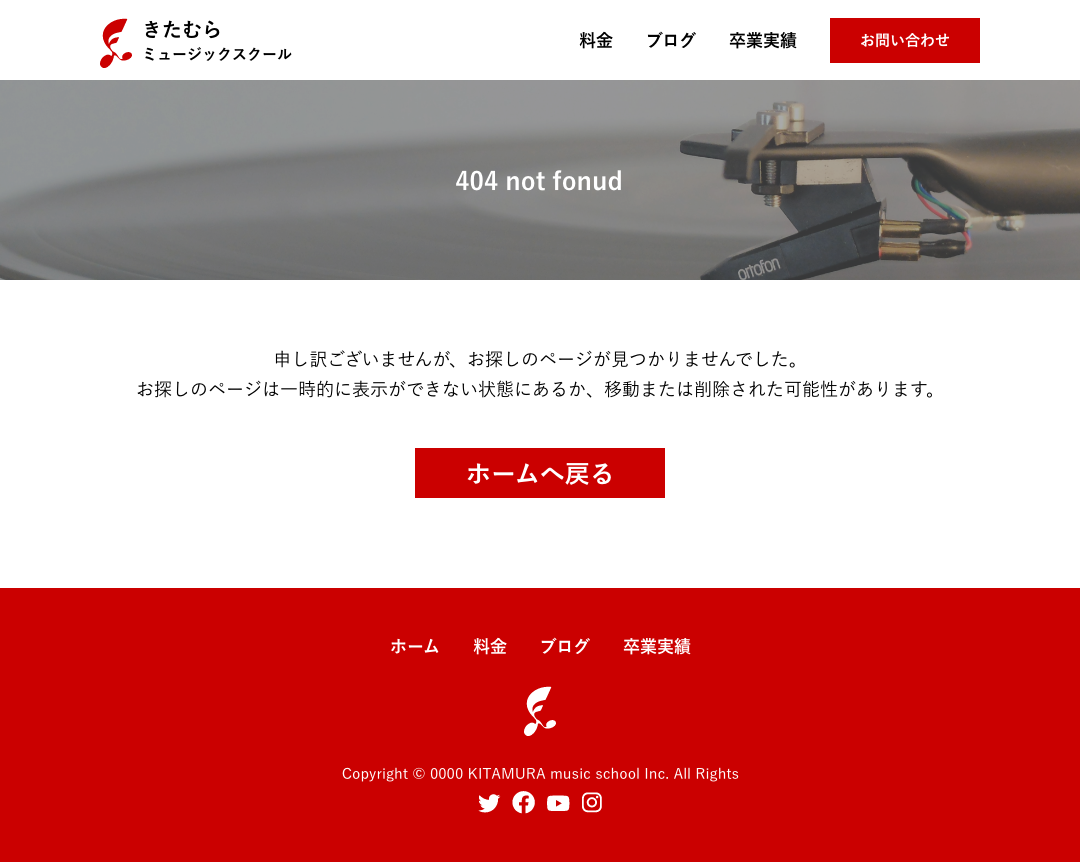 きたむら
ミュージックスクール
料金 ブログ 卒業実績 お問い合わせ
404 not fonud
ortofon
申し訳ございませんが、お探しのページが見つかりませんでした。
お探しのページは一時的に表示ができない状態にあるか、移動または削除された可能性があります。
ホームへ戻る
ホーム 料金 ブログ 卒業実績
Copyright © 0000 KITAMURA music school Inc. All Rights